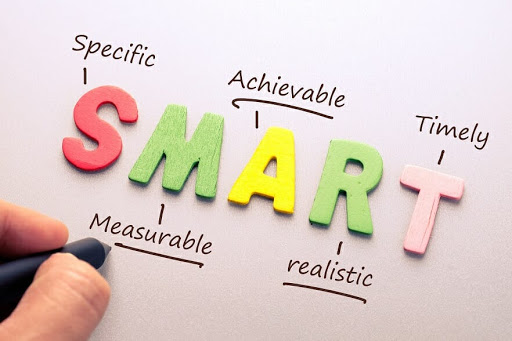 Specific
Achievable
Timely
SMART
Measurable
realistic